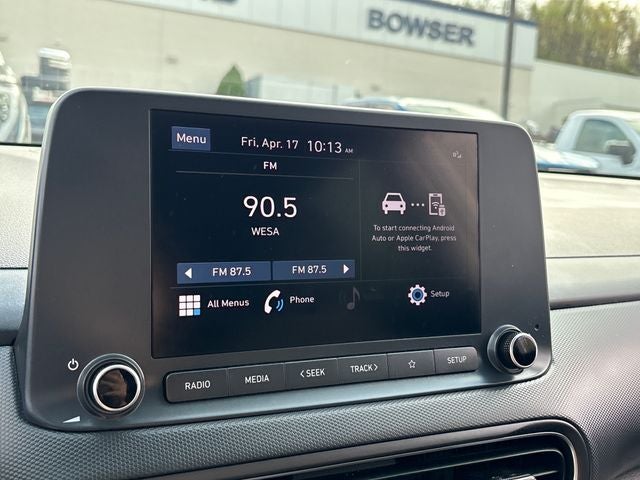 BOWSER
Menu
Fri, Apr. 17 10:13 AM
FM
90.5
WESA
To start connecting Android
Auto or Apple CarPlay, press
this widget.
FM 87.5
FM 87.5
All Menus
Phone
Setup
RADIO
MEDIA
< SEEK
TRACK >
SETUP